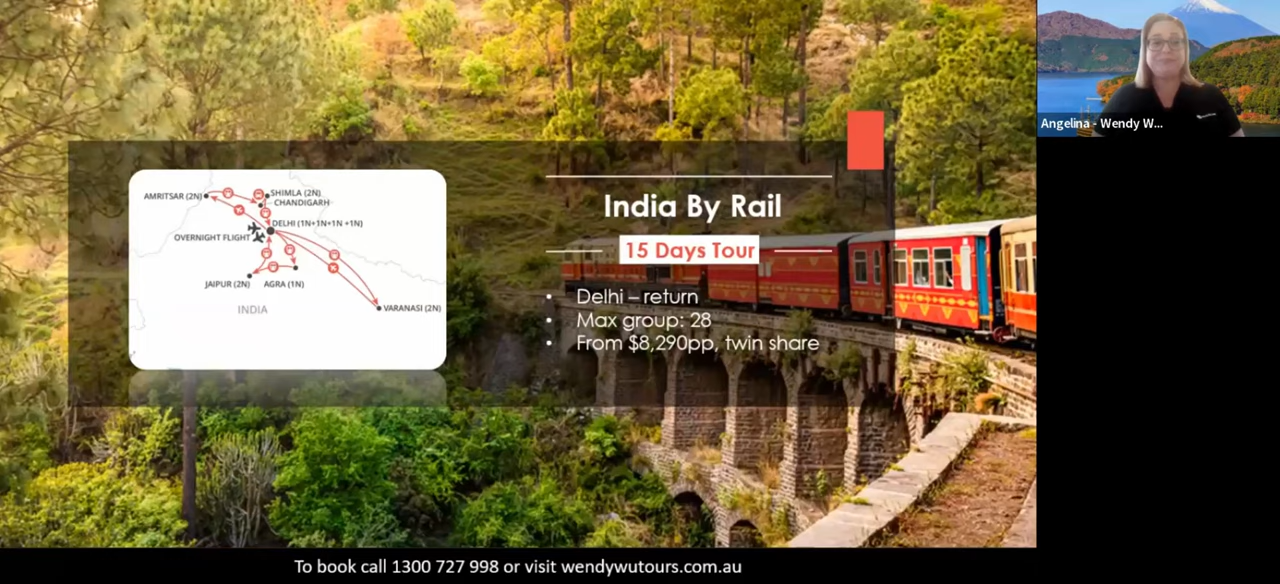 AMRITSAR (2N)
SHIMLA (2N)
CHANDIGARH
DELHI (1N+1N+1N +1N)
OVERNIGHT FLIGHT
JAIPUR (2N)
AGRA (1N)
INDIA
VARANASI (2N)
India By Rail
15 Days Tour
• Delhi – return
• Max group: 28
• From $8,290pp, twin share
To book call 1300 727 998 or visit wendywutours.com.au
Angelina - Wendy W...